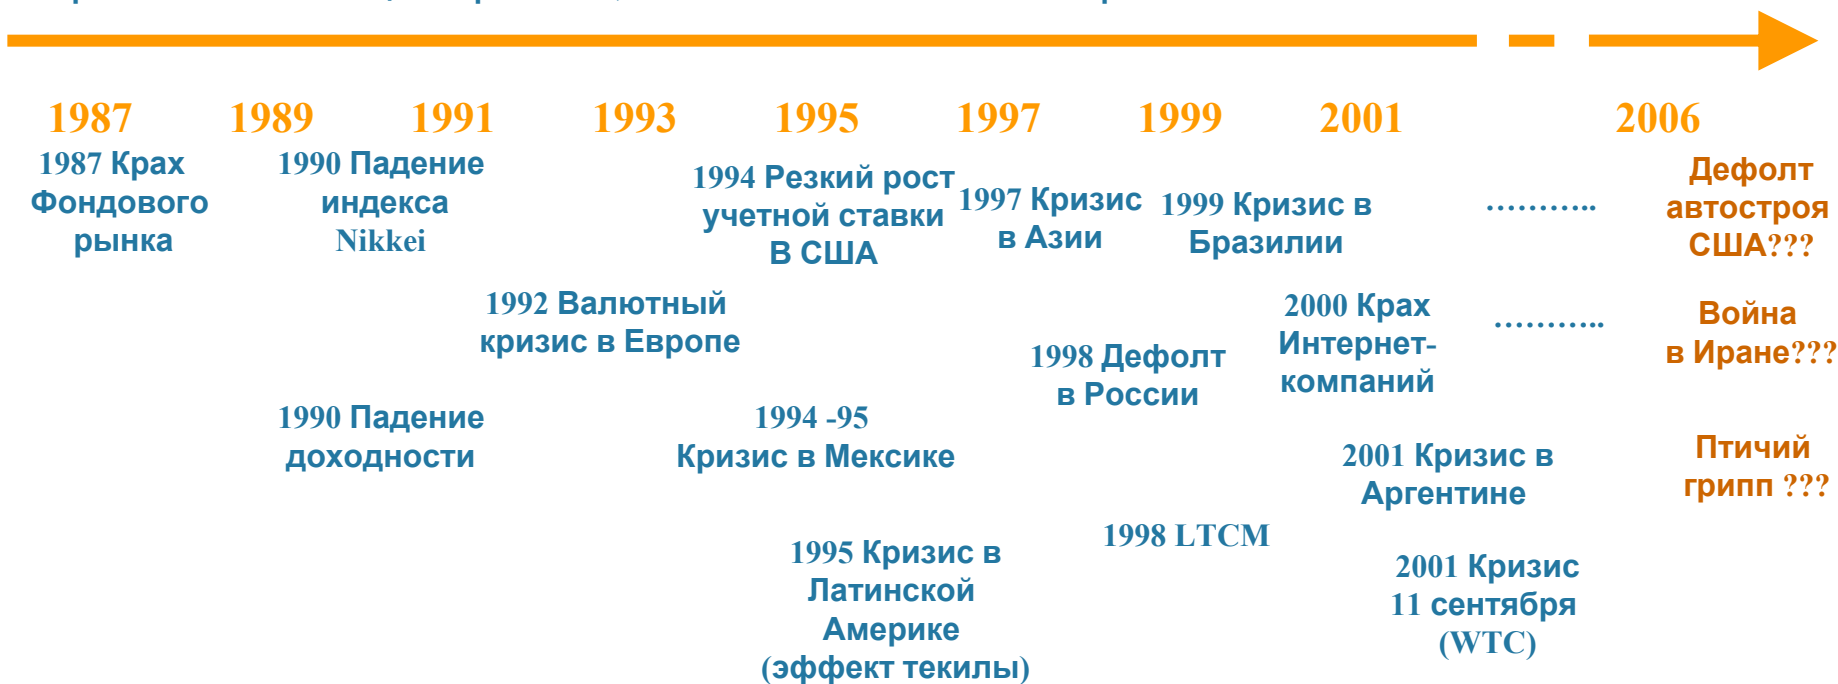 1987 1989 1991 1993 1995 1997 1999 2001 2006
1987 Крах
Фондового
рынка
1990 Падение
индекса
Nikkei
1994 Резкий рост
учетной ставки
В США
1997 Кризис
в Азии
1999 Кризис в
Бразилии
………..
Дефолт
автостроя
США???
1992 Валютный
кризис в Европе
1998 Дефолт
в России
2000 Крах
Интернет-
компаний
………..
Война
в Иране???
1990 Падение
доходности
1994 -95
Кризис в Мексике
2001 Кризис в
Аргентине
Птичий
грипп ???
1995 Кризис в
Латинской
Америке
(эффект текилы)
1998 LTCM
2001 Кризис
11 сентября
(WTC)